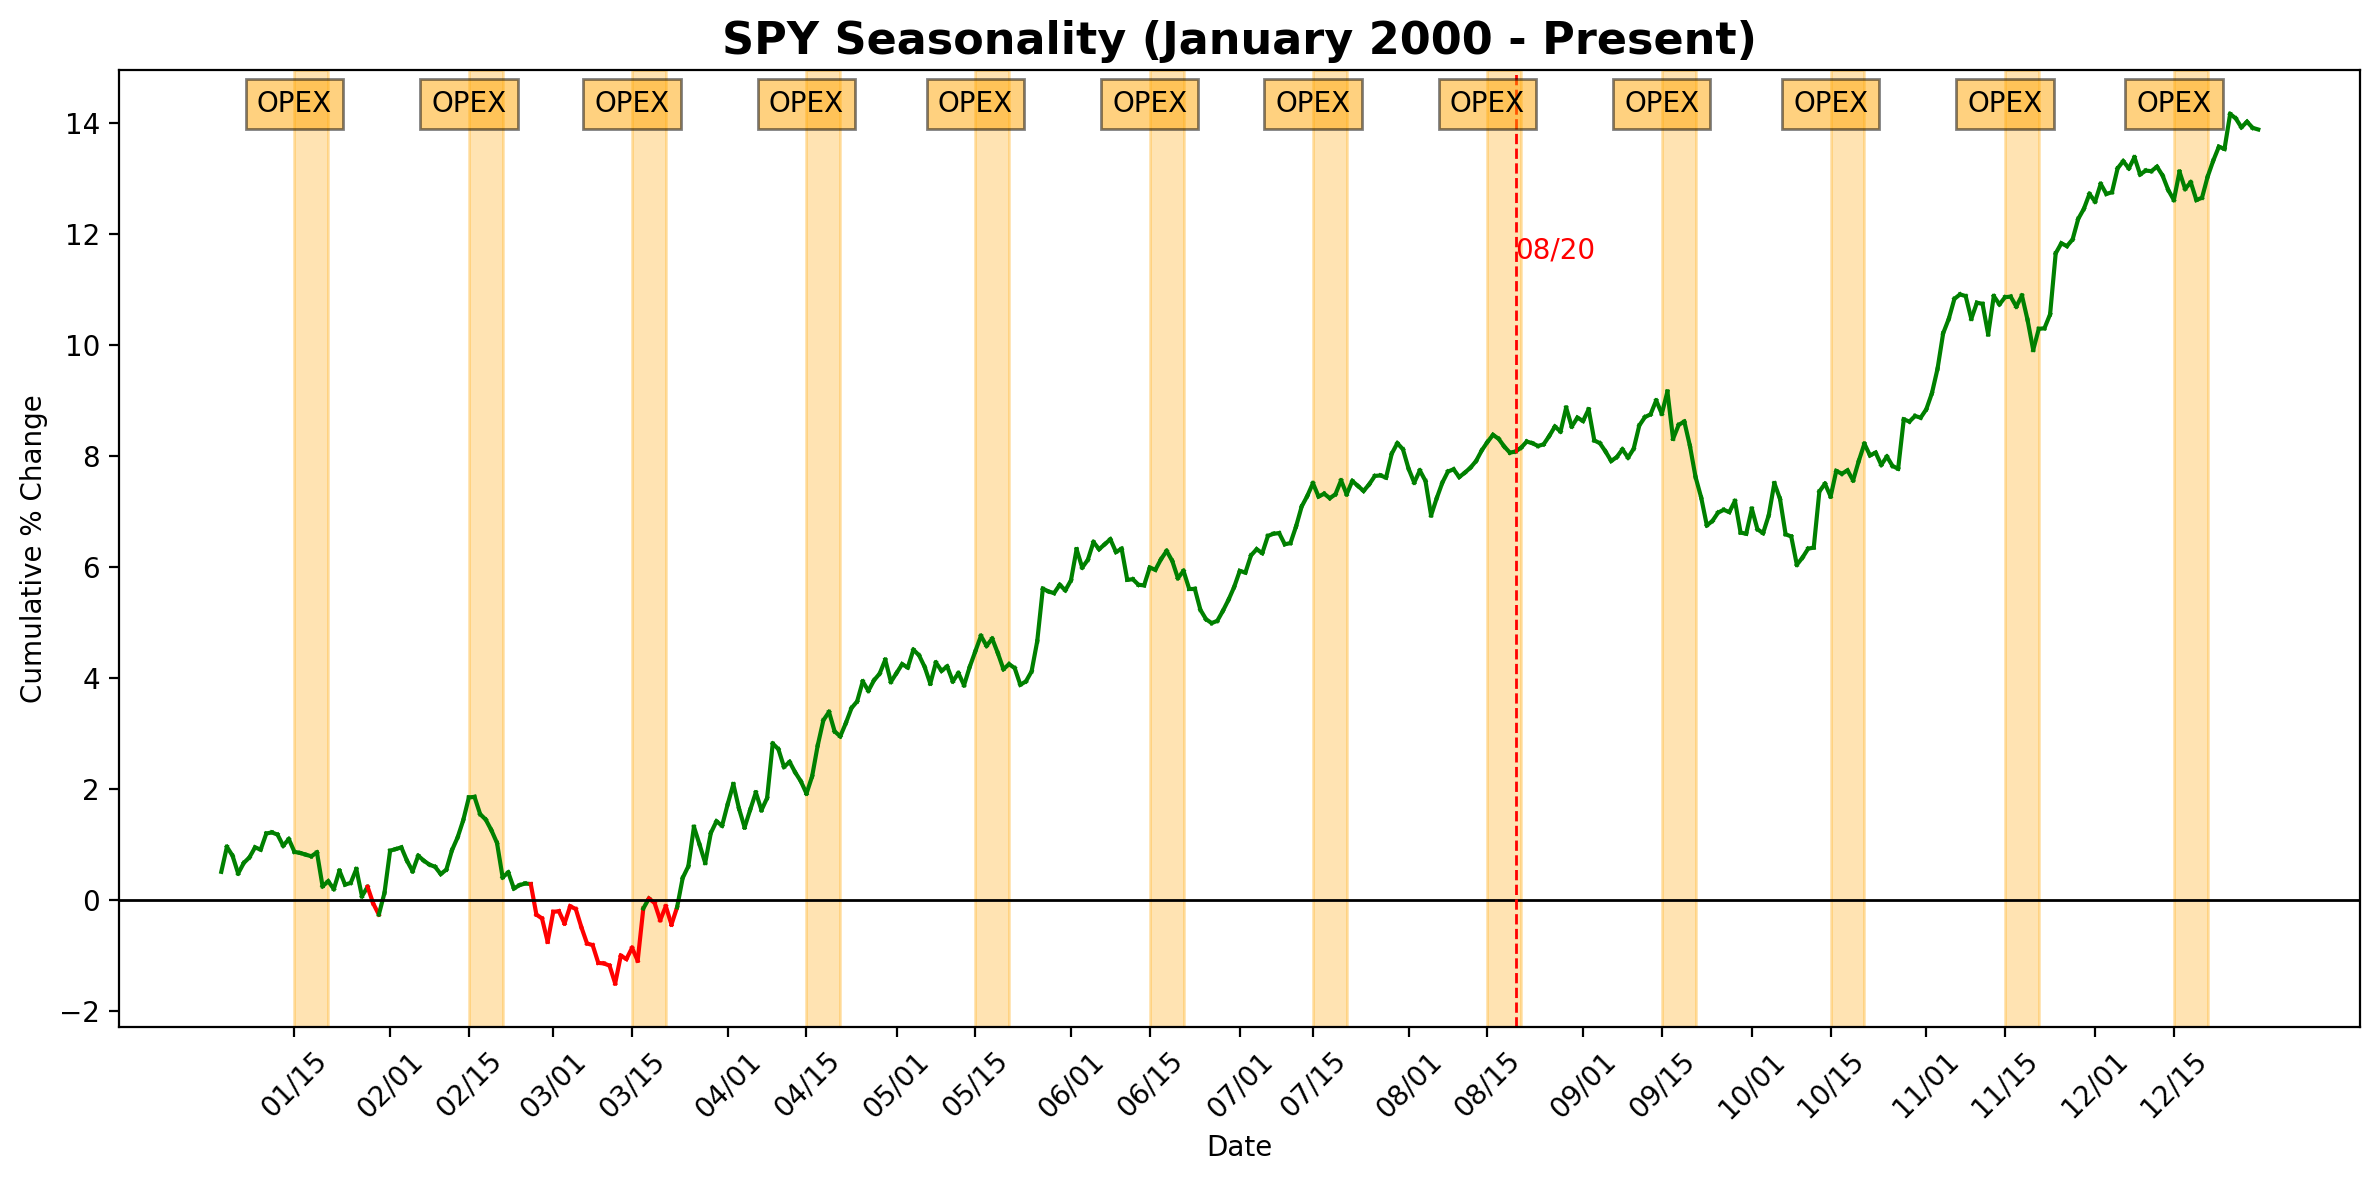 SPY Seasonality (January 2000 - Present)
OPEX OPEX OPEX OPEX OPEX OPEX OPEX OPEX OPEX OPEX OPEX OPEX
08/20
Cumulative % Change
14
12
10
8
6
4
2
0
−2
01/15 02/01 02/15 03/01 03/15 04/01 04/15 05/01 05/15 06/01 06/15 07/01 07/15 08/01 08/15 09/01 09/15 10/01 10/15 11/01 11/15 12/01 12/15
Date